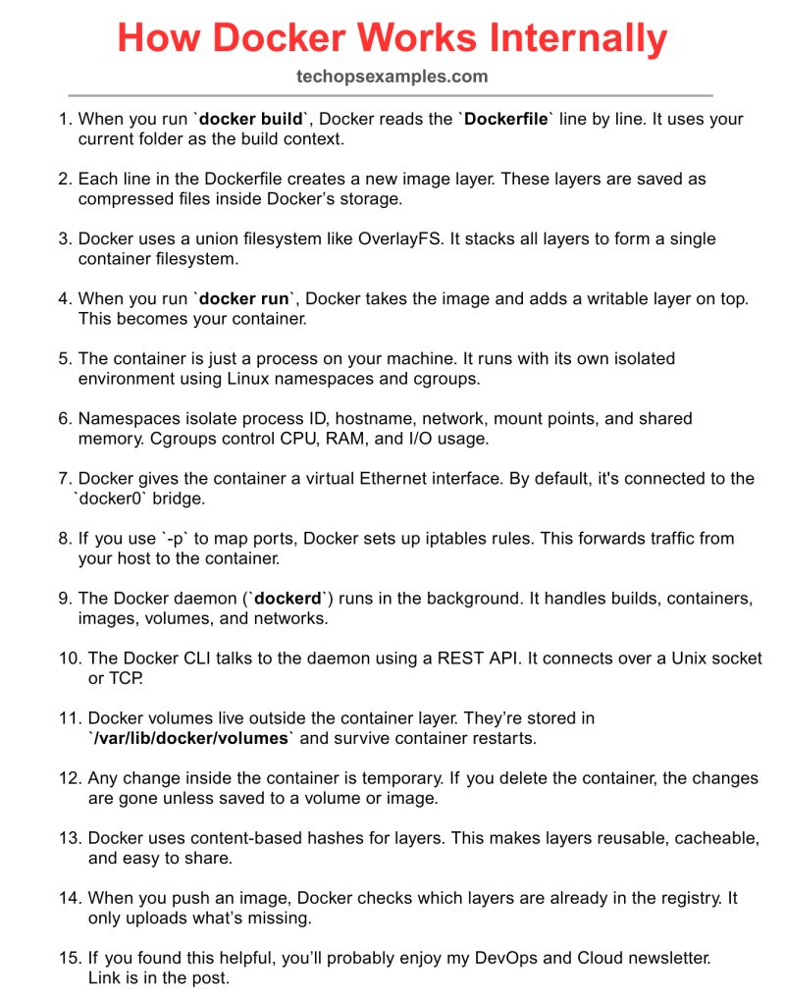 How Docker Works Internally
techopsexamples.com
1. When you run `docker build`, Docker reads the `Dockerfile` line by line. It uses your
current folder as the build context.
2. Each line in the Dockerfile creates a new image layer. These layers are saved as
compressed files inside Docker’s storage.
3. Docker uses a union filesystem like OverlayFS. It stacks all layers to form a single
container filesystem.
4. When you run `docker run`, Docker takes the image and adds a writable layer on top.
This becomes your container.
5. The container is just a process on your machine. It runs with its own isolated
environment using Linux namespaces and cgroups.
6. Namespaces isolate process ID, hostname, network, mount points, and shared
memory. Cgroups control CPU, RAM, and I/O usage.
7. Docker gives the container a virtual Ethernet interface. By default, it's connected to the
`docker0` bridge.
8. If you use `-p` to map ports, Docker sets up iptables rules. This forwards traffic from
your host to the container.
9. The Docker daemon (`dockerd`) runs in the background. It handles builds, containers,
images, volumes, and networks.
10. The Docker CLI talks to the daemon using a REST API. It connects over a Unix socket
or TCP.
11. Docker volumes live outside the container layer. They’re stored in
`/var/lib/docker/volumes` and survive container restarts.
12. Any change inside the container is temporary. If you delete the container, the changes
are gone unless saved to a volume or image.
13. Docker uses content-based hashes for layers. This makes layers reusable, cacheable,
and easy to share.
14. When you push an image, Docker checks which layers are already in the registry. It
only uploads what’s missing.
15. If you found this helpful, you’ll probably enjoy my DevOps and Cloud newsletter.
Link is in the post.